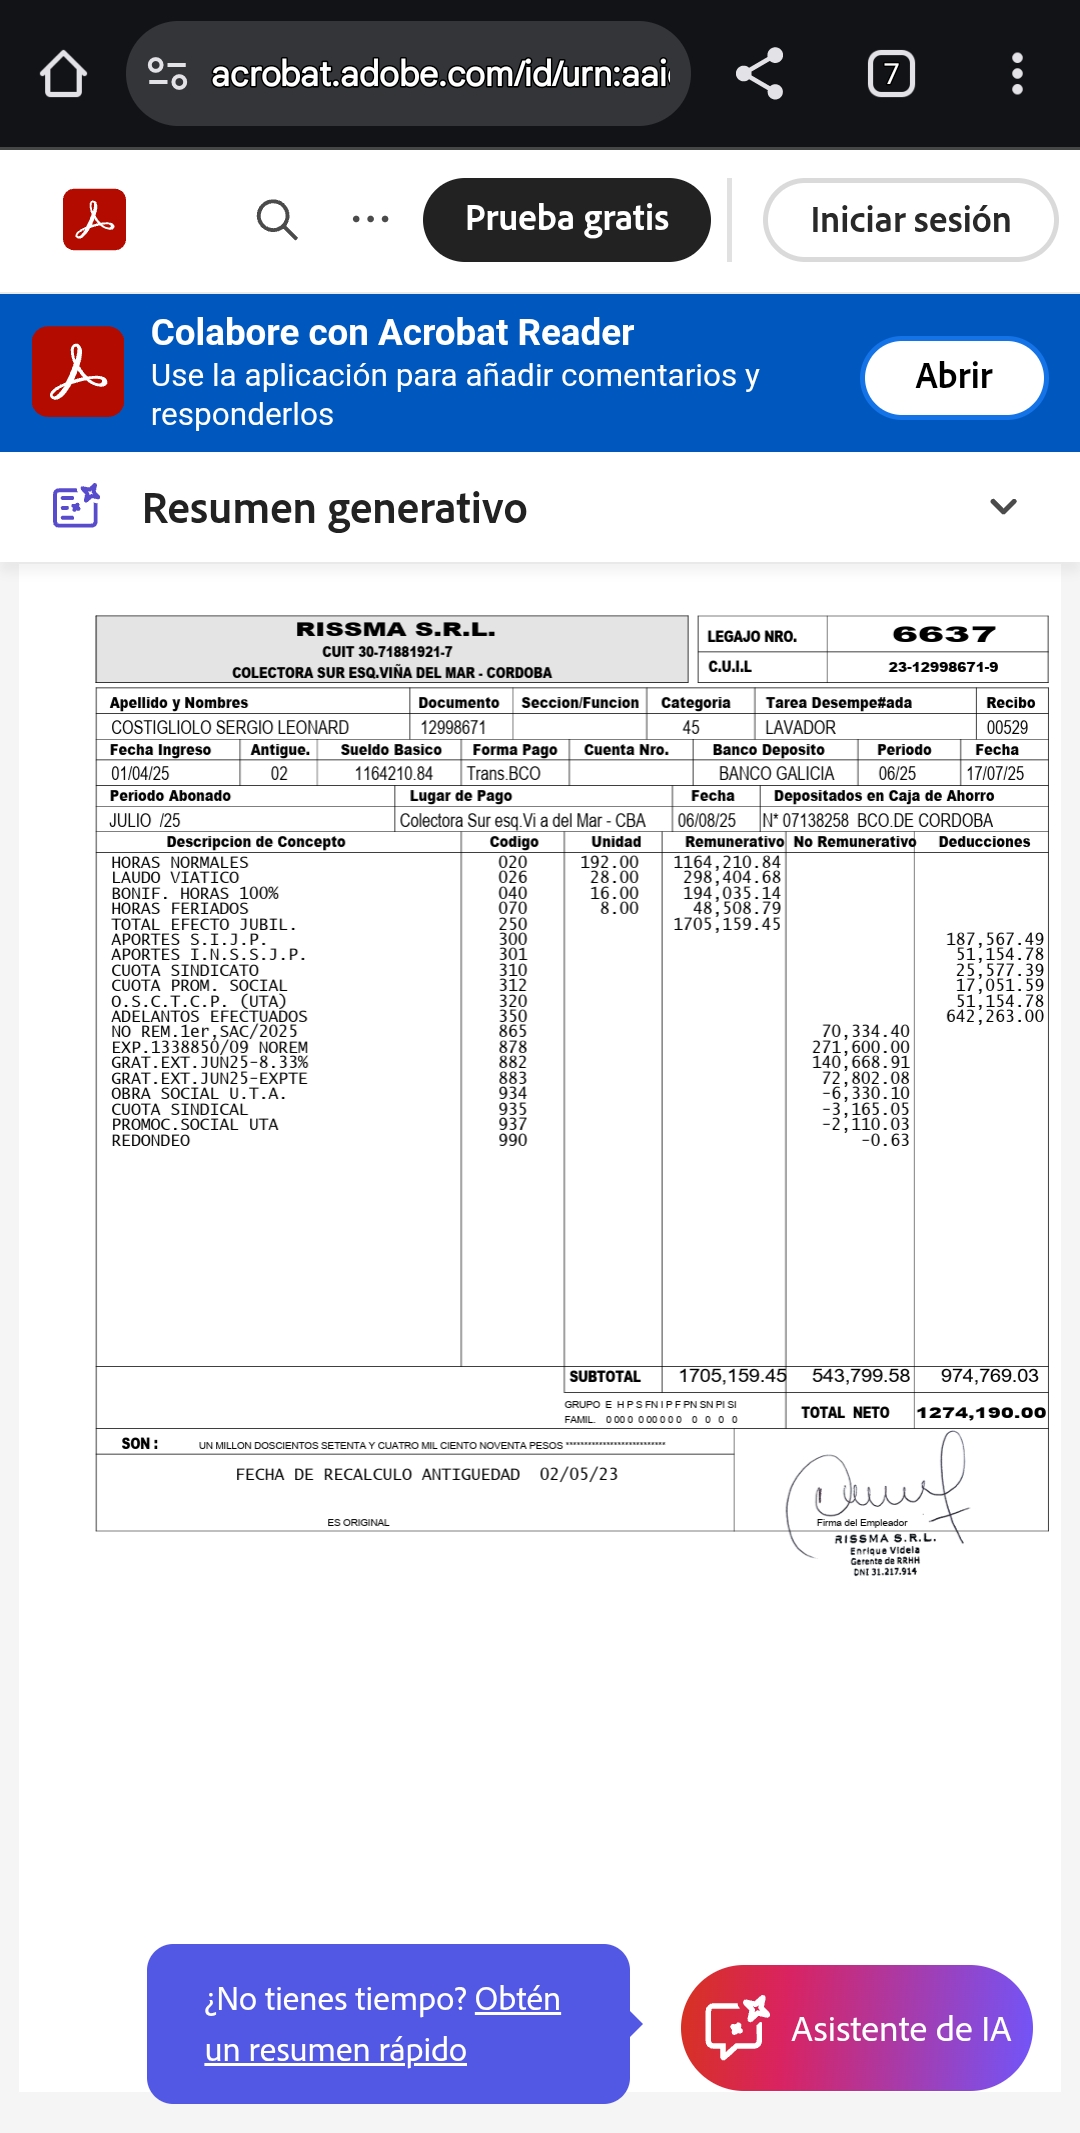 acrobat.adobe.com/id/urn:aai
7
Prueba gratis
Iniciar sesión
Colabore con Acrobat Reader
Use la aplicación para añadir comentarios y
responderlos
Abrir
Resumen generativo
RISSMA S.R.L.
CUIT 30-71881921-7
COLECTORA SUR ESQ.VIÑA DEL MAR - CORDOBA
LEGAJO NRO. 6637
C.U.I.L 23-12998671-9
Apellido y Nombres Documento Seccion/Funcion Categoria Tarea Desempe#ada Recibo
COSTIGLIOLO SERGIO LEONARD 12998671 45 LAVADOR 00529
Fecha Ingreso Antigue. Sueldo Basico Forma Pago Cuenta Nro. Banco Deposito Periodo Fecha
01/04/25 02 1164210.84 Trans.BCO BANCO GALICIA 06/25 17/07/25
Periodo Abonado Lugar de Pago Fecha Depositados en Caja de Ahorro
JULIO /25 Colectora Sur esq.Vi a del Mar - CBA 06/08/25 N* 07138258 BCO.DE CORDOBA
Descripcion de Concepto Codigo Unidad Remunerativo No Remunerativo Deducciones
HORAS NORMALES 020 192.00 1164,210.84
LAUDO VIATICO 026 28.00 298,404.68
BONIF. HORAS 100% 040 16.00 194,035.14
HORAS FERIADOS 070 8.00 48,508.79
TOTAL EFECTO JUBIL. 250 1705,159.45
APORTES S.I.J.P. 300 187,567.49
APORTES I.N.S.S.J.P. 301 51,154.78
CUOTA SINDICATO 310 25,577.39
CUOTA PROM. SOCIAL 312 17,051.59
O.S.C.T.C.P. (UTA) 320 51,154.78
ADELANTOS EFECTUADOS 350 642,263.00
NO REM.1er,SAC/2025 865 70,334.40
EXP.1338850/09 NOREM 878 271,600.00
GRAT.EXT.JUN25-8.33% 882 140,668.91
GRAT.EXT.JUN25-EXPTE 883 72,802.08
OBRA SOCIAL U.T.A. 934 -6,330.10
CUOTA SINDICAL 935 -3,165.05
PROMOC.SOCIAL UTA 937 -2,110.03
REDONDEO 990 -0.63
SUBTOTAL 1705,159.45 543,799.58 974,769.03
GRUPO E H P S FN I P F PN SN PI SI
FAMIL. 0 00 0 0 0 0 0 0 0 0 0 0
TOTAL NETO 1274,190.00
SON : UN MILLON DOSCIENTOS SETENTA Y CUATRO MIL CIENTO NOVENTA PESOS ***************************
FECHA DE RECALCULO ANTIGUEDAD 02/05/23
ES ORIGINAL
Firma del Empleador
RISSMA S.R.L.
Enrique Videla
Gerente de RRHH
DNI 31.217.914
¿No tienes tiempo? Obtén
un resumen rápido
Asistente de IA